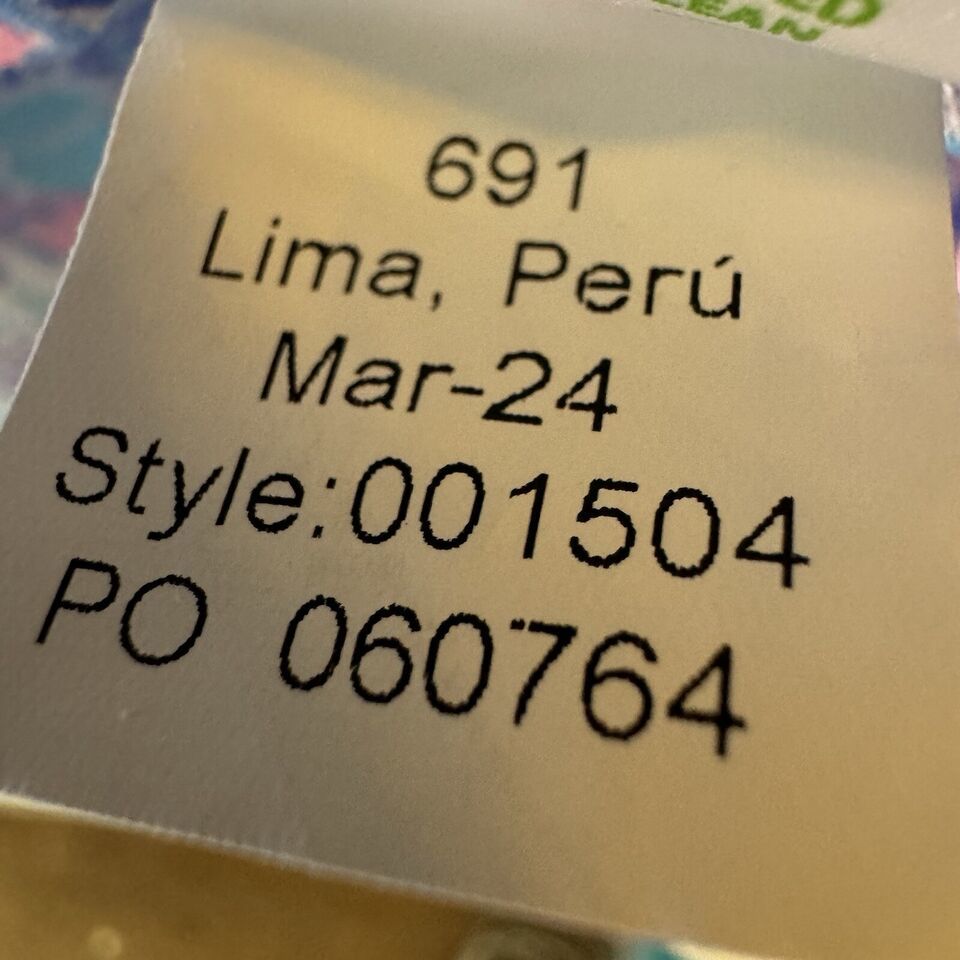 691
Lima, Perú
Mar-24
Style:001504
PO 060764